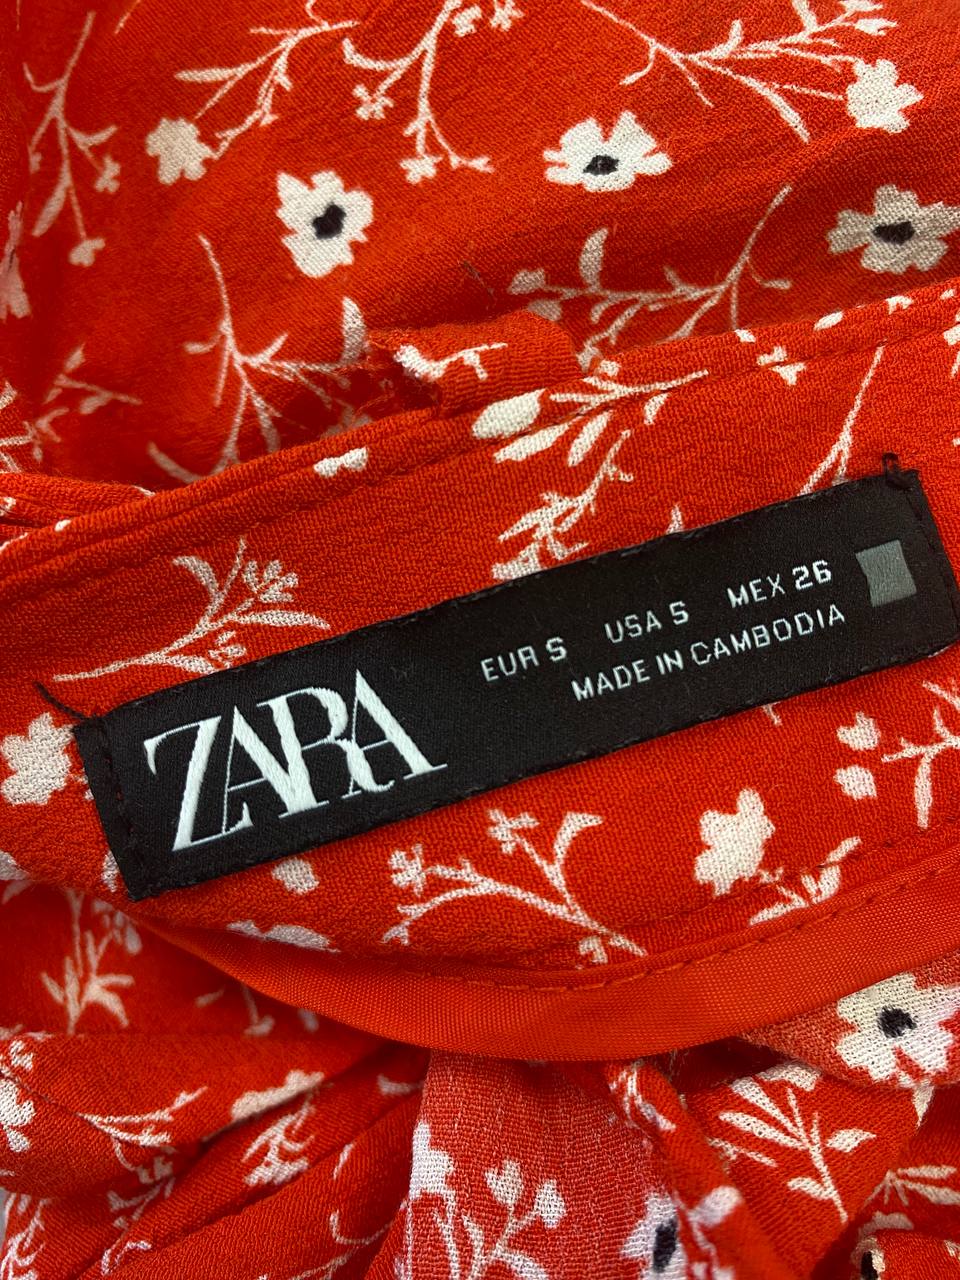 ZARA
EUR S USA S MEX 26
MADE IN CAMBODIA